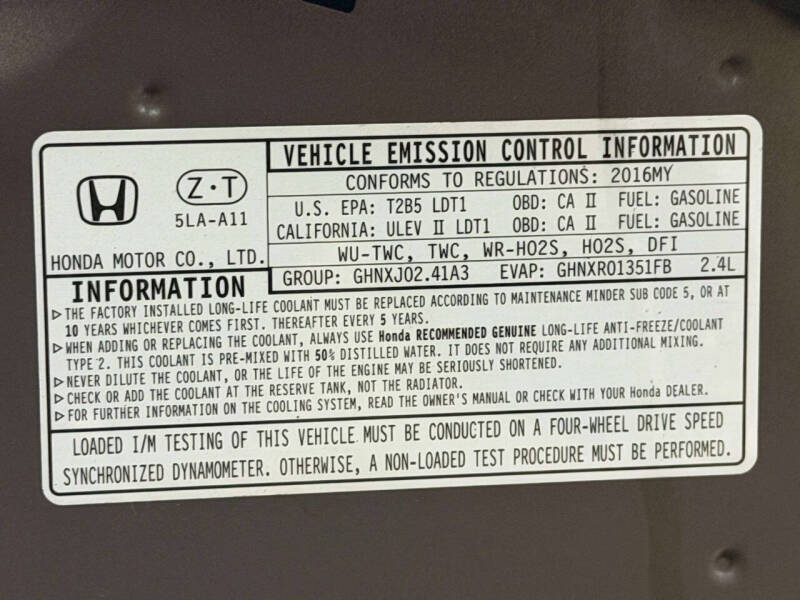 VEHICLE EMISSION CONTROL INFORMATION
Z·T
5LA-A11
HONDA MOTOR CO., LTD.
CONFORMS TO REGULATIONS: 2016MY
U.S. EPA: T2B5 LDT1 OBD: CA II FUEL: GASOLINE
CALIFORNIA: ULEV II LDT1 OBD: CA II FUEL: GASOLINE
WU-TWC, TWC, WR-HO2S, HO2S, DFI
GROUP: GHNXJ02.41A3 EVAP: GHNXR01351FB 2.4L
INFORMATION
▷THE FACTORY INSTALLED LONG-LIFE COOLANT MUST BE REPLACED ACCORDING TO MAINTENANCE MINDER SUB CODE 5, OR AT
10 YEARS WHICHEVER COMES FIRST. THEREAFTER EVERY 5 YEARS.
▷WHEN ADDING OR REPLACING THE COOLANT, ALWAYS USE Honda RECOMMENDED GENUINE LONG-LIFE ANTI-FREEZE/COOLANT
TYPE 2. THIS COOLANT IS PRE-MIXED WITH 50% DISTILLED WATER. IT DOES NOT REQUIRE ANY ADDITIONAL MIXING.
▷NEVER DILUTE THE COOLANT, OR THE LIFE OF THE ENGINE MAY BE SERIOUSLY SHORTENED.
▷CHECK OR ADD THE COOLANT AT THE RESERVE TANK, NOT THE RADIATOR.
▷FOR FURTHER INFORMATION ON THE COOLING SYSTEM, READ THE OWNER'S MANUAL OR CHECK WITH YOUR Honda DEALER.
LOADED I/M TESTING OF THIS VEHICLE MUST BE CONDUCTED ON A FOUR-WHEEL DRIVE SPEED
SYNCHRONIZED DYNAMOMETER. OTHERWISE, A NON-LOADED TEST PROCEDURE MUST BE PERFORMED.